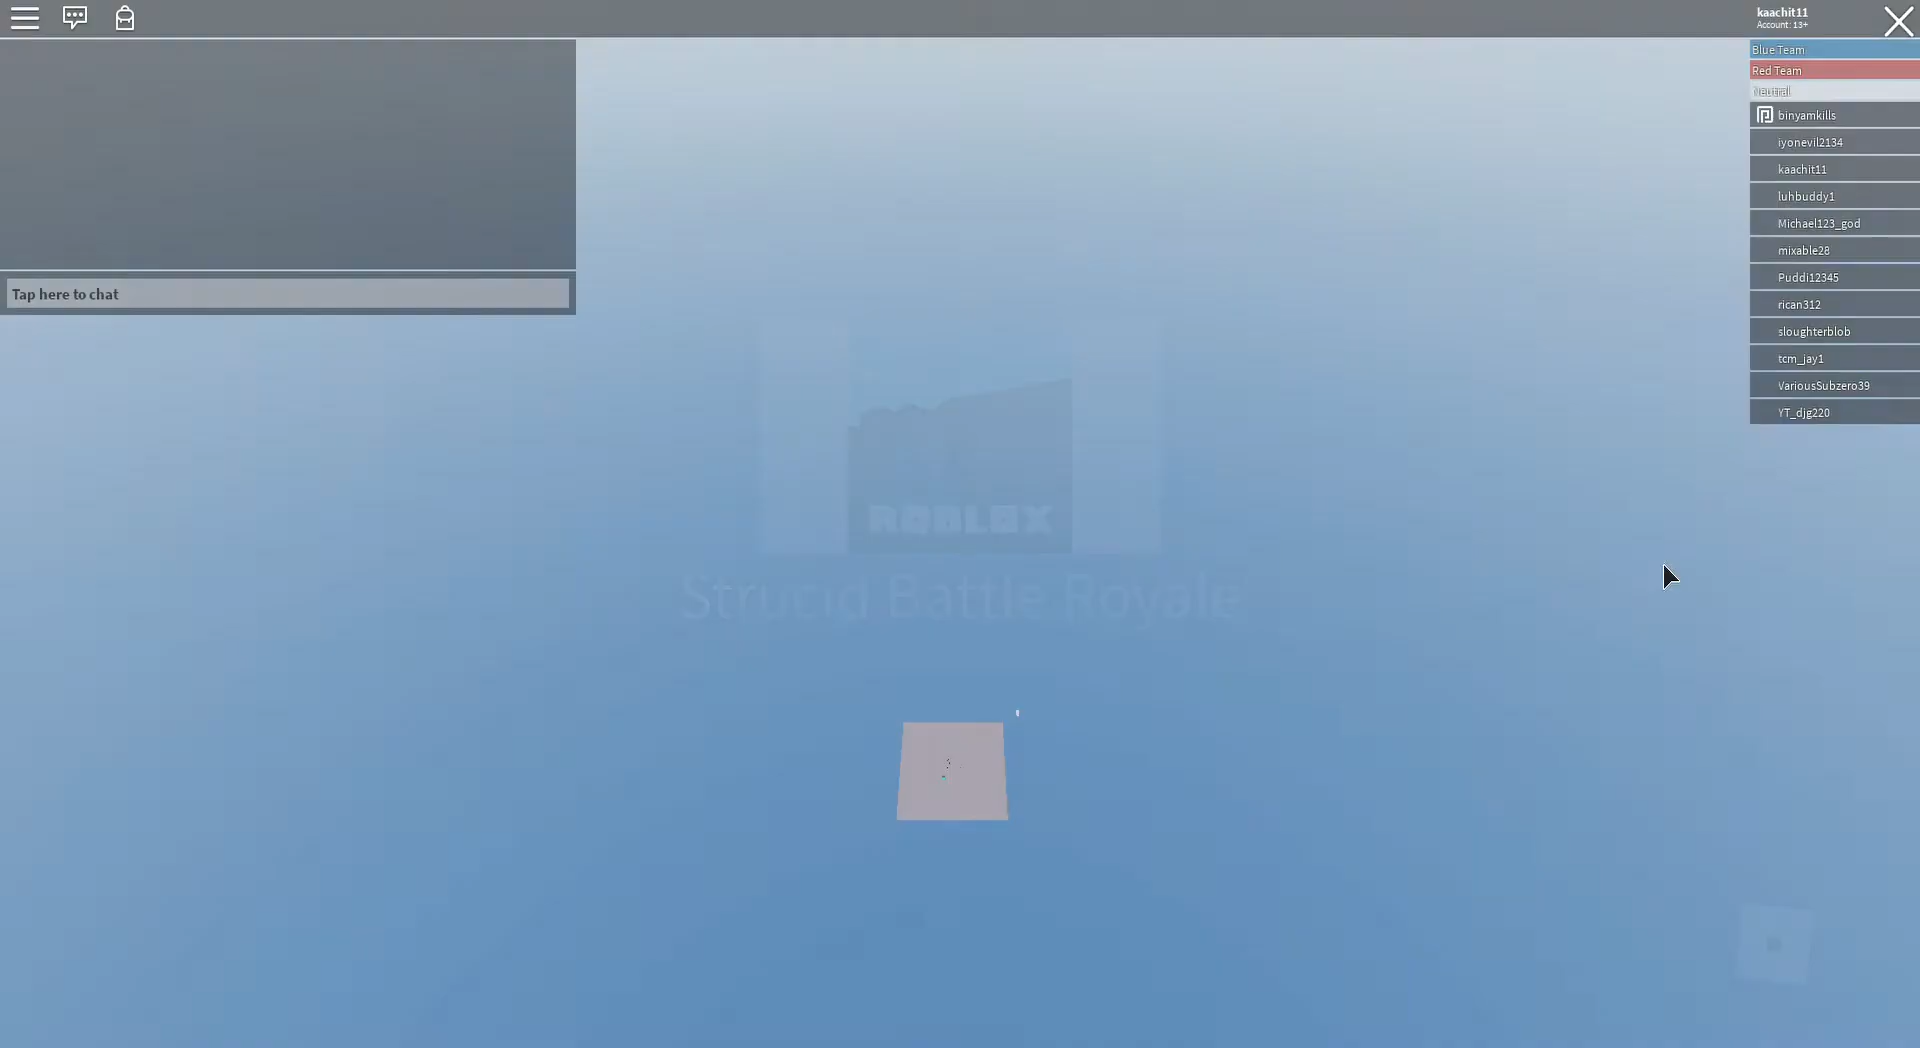 kaachit11
Account: 13+
Blue Team
Red Team
Neutral
binyamkills
iyonevil2134
kaachit11
luhbuddy1
Michael123_god
mixable28
Puddi12345
rican312
sloughterblob
tcm_jay1
VariousSubzero39
YT_djg220
Tap here to chat
ROBLOX
Strucid Battle Royale